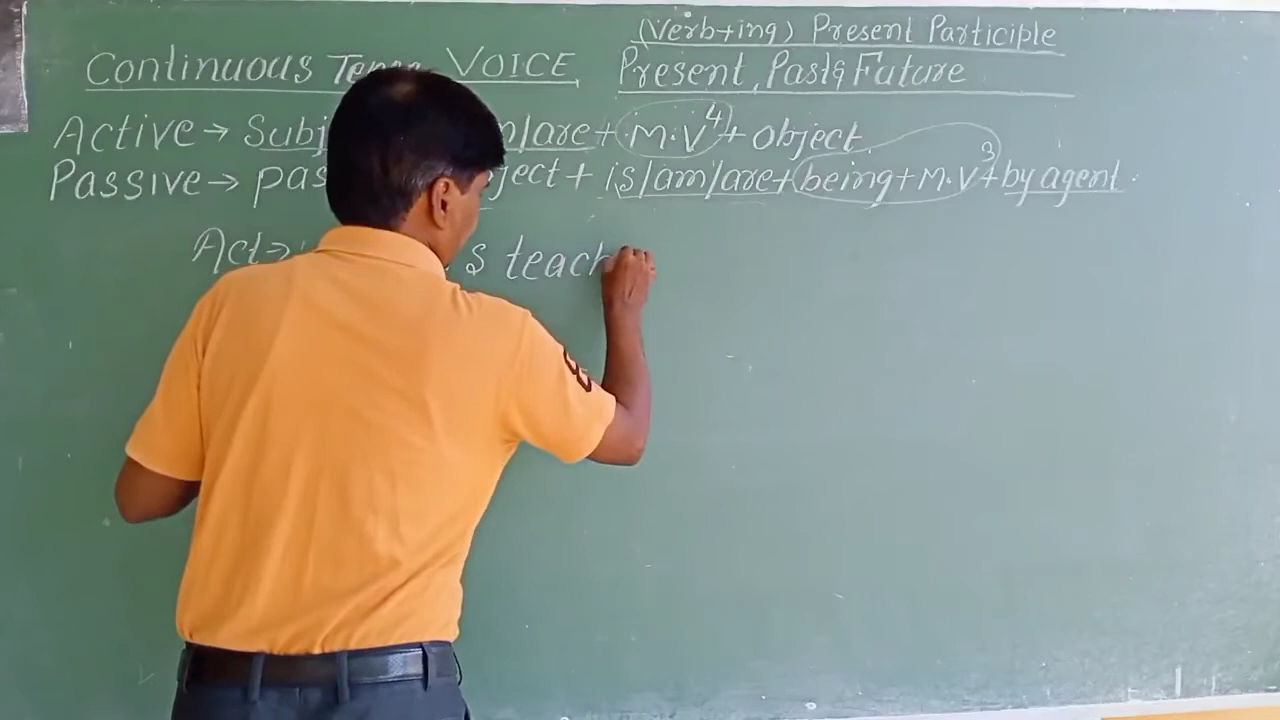 (Verb+ing) Present Participle
Continuous Tense VOICE Present, Past & Future
Active → Subj /are + M.V⁴ + object.
Passive → pas ject + is/am/are + being + M.V³ + by agent.
Act → s teach